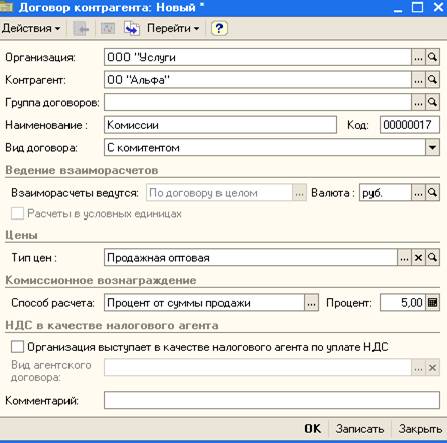 Договор контрагента: Новый *
Действия Перейти ?
Организация: ООО "Услуги ...
Контрагент: ОО "Альфа" ...
Группа договоров: ...
Наименование : Комиссии Код: 00000017
Вид договора: С комитентом
Ведение взаиморасчетов
Взаиморасчеты ведутся: По договору в целом ... Валюта : руб. ...
Расчеты в условных единицах
Цены
Тип цен : Продажная оптовая ... ×
Комиссионное вознаграждение
Способ расчета: Процент от суммы продажи ... Процент: 5,00
НДС в качестве налогового агента
Организация выступает в качестве налогового агента по уплате НДС
Вид агентского
договора: ... ×
Комментарий:
OK Записать Закрыть